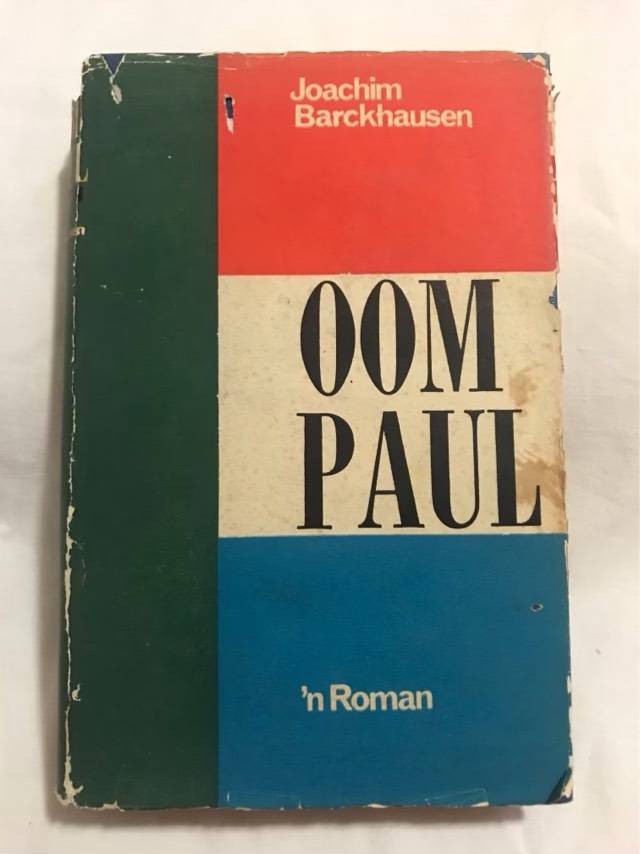 Joachim
Barckhausen
OOM
PAUL
'n Roman